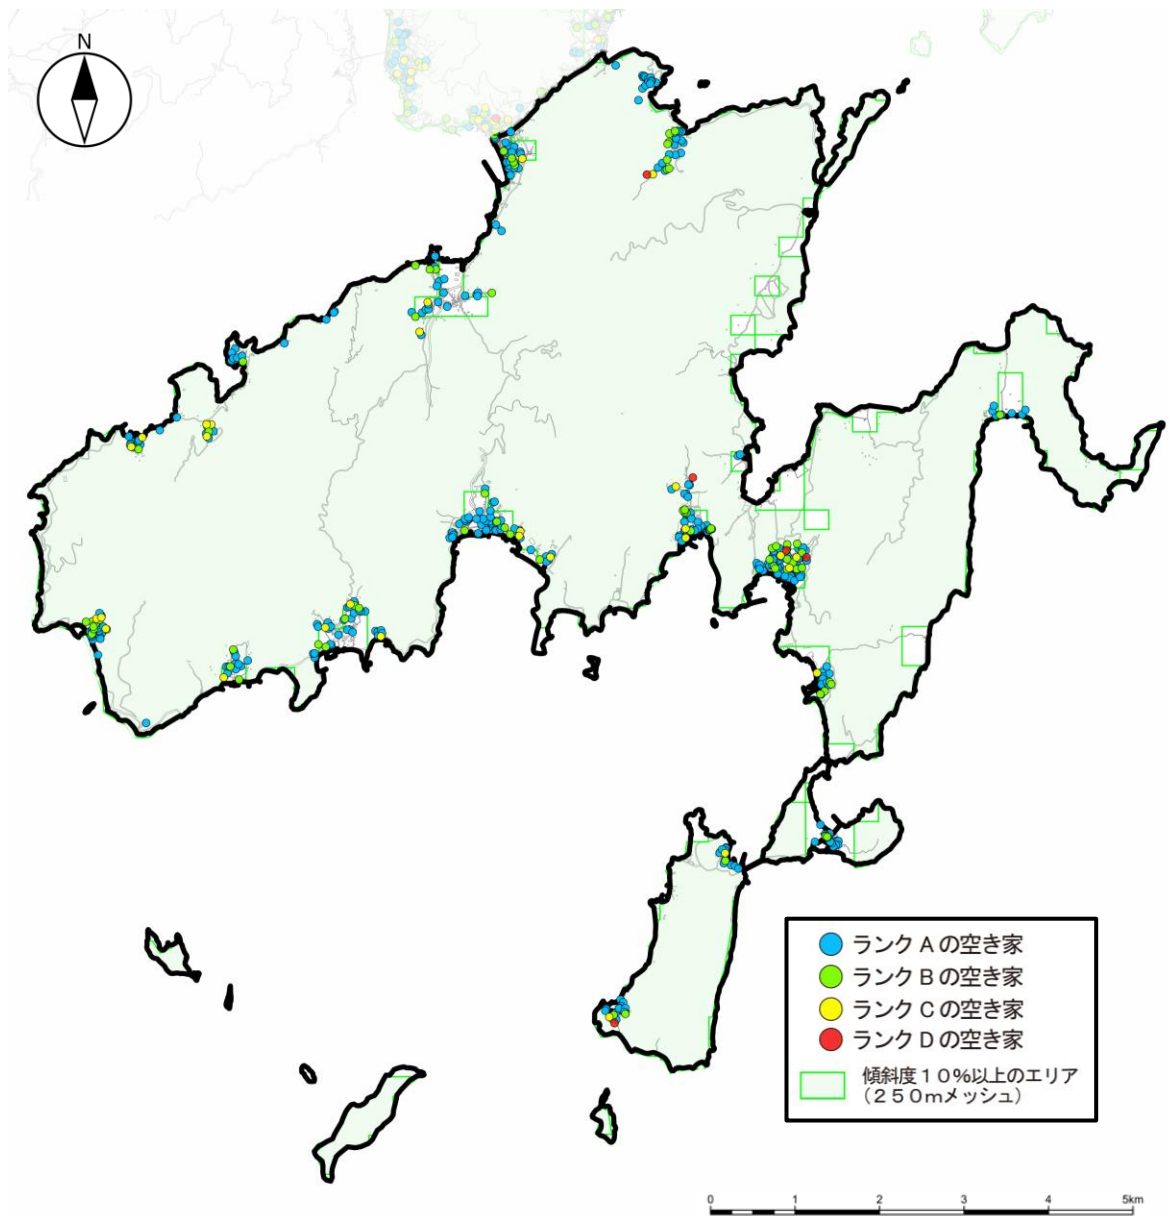 N
ランクAの空き家
ランクBの空き家
ランクCの空き家
ランクDの空き家
傾斜度１０％以上のエリア
（２５０ｍメッシュ）
0 1 2 3 4 5km